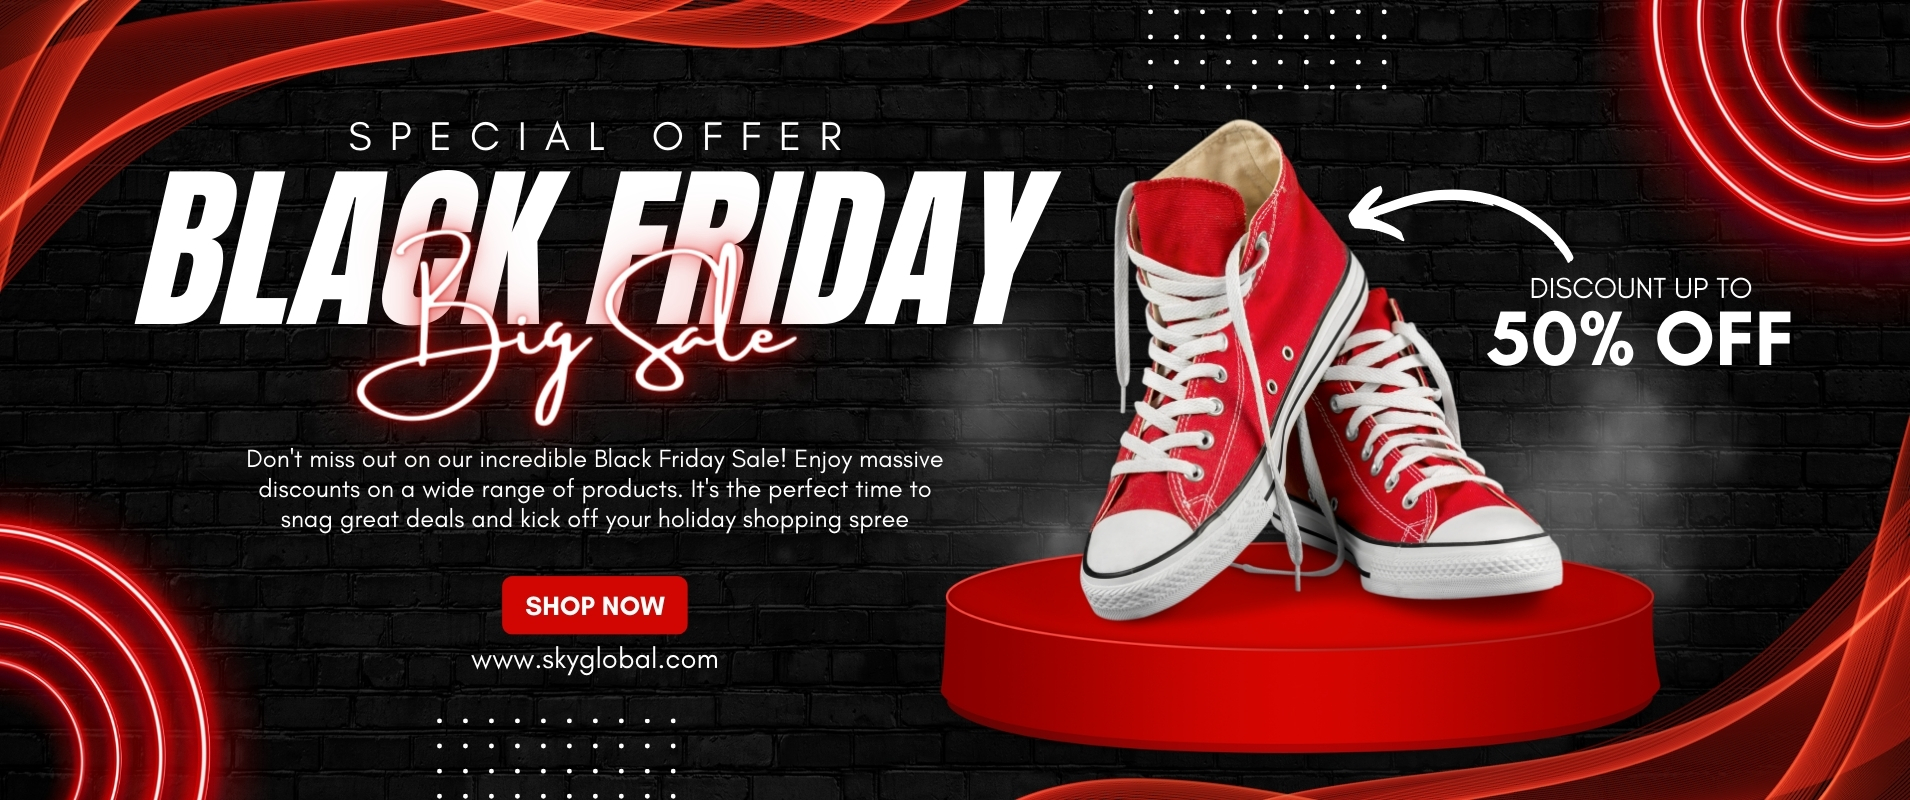 SPECIAL OFFER
BLACK FRIDAY
Big Sale
Don't miss out on our incredible Black Friday Sale! Enjoy massive
discounts on a wide range of products. It's the perfect time to
snag great deals and kick off your holiday shopping spree
SHOP NOW
www.skyglobal.com
DISCOUNT UP TO
50% OFF